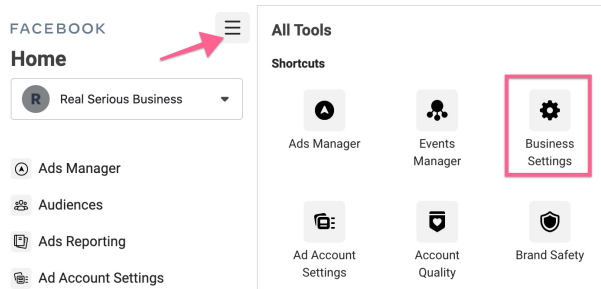 FACEBOOK
Home
R
Real Serious Business
Ads Manager
Audiences
Ads Reporting
Ad Account Settings
All Tools
Shortcuts
Ads Manager
Events
Manager
Business
Settings
Ad Account
Settings
Account
Quality
Brand Safety